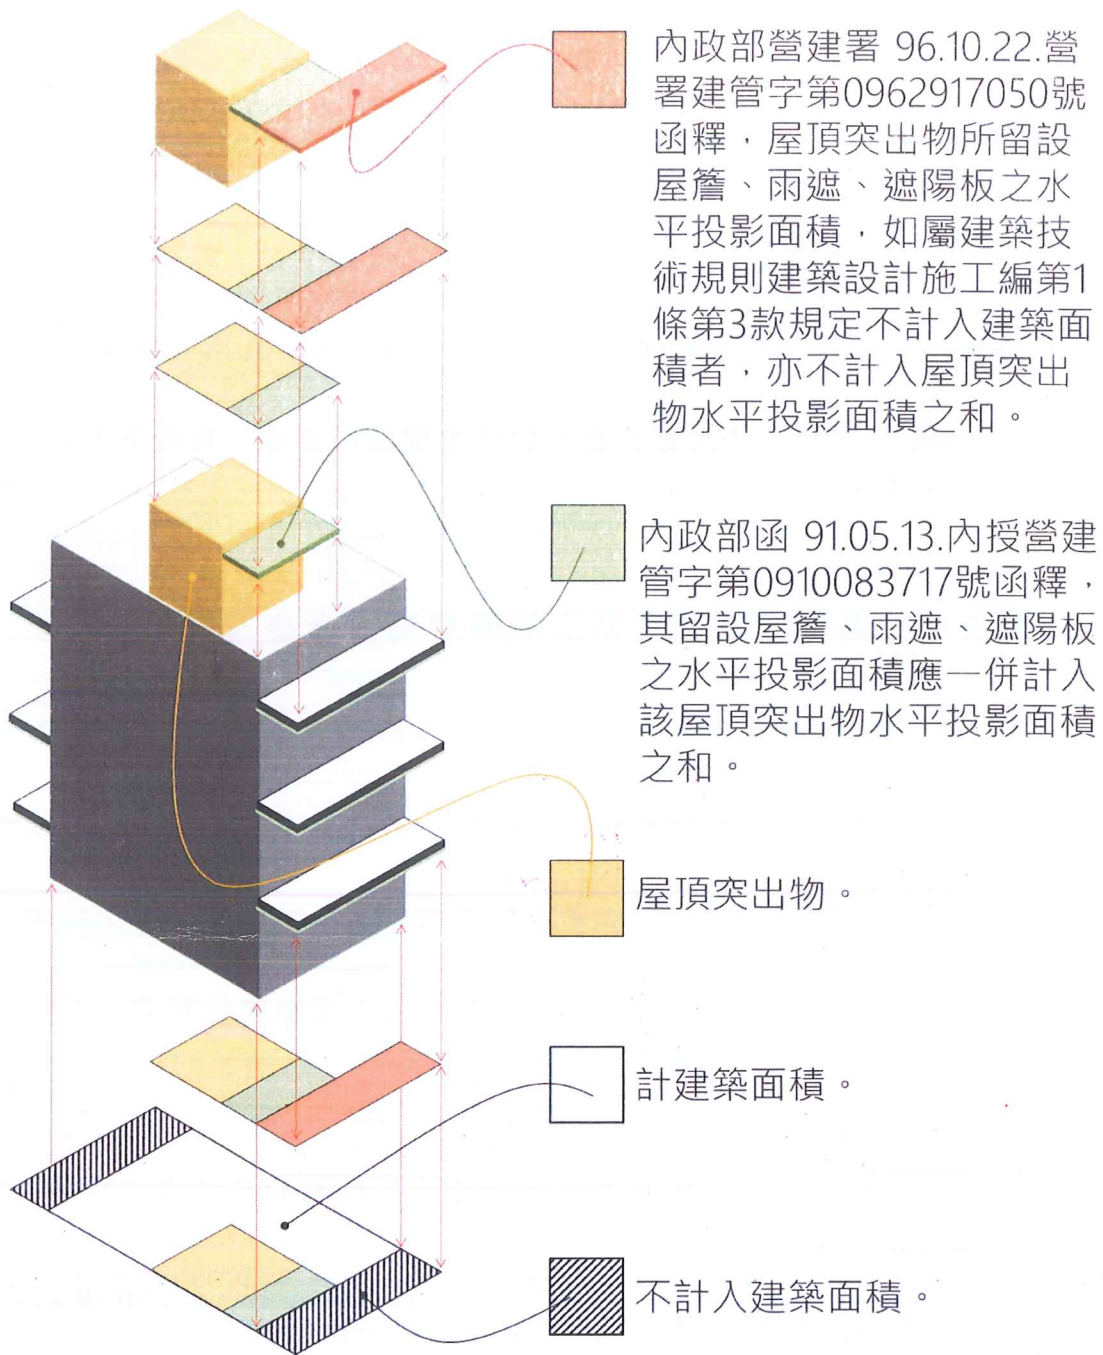 內政部營建署 96.10.22.營
署建管字第0962917050號
函釋，屋頂突出物所留設
屋簷、雨遮、遮陽板之水
平投影面積，如屬建築技
術規則建築設計施工編第1
條第3款規定不計入建築面
積者，亦不計入屋頂突出
物水平投影面積之和。
內政部函 91.05.13.內授營建
管字第0910083717號函釋，
其留設屋簷、雨遮、遮陽板
之水平投影面積應一併計入
該屋頂突出物水平投影面積
之和。
屋頂突出物。
計建築面積。
不計入建築面積。